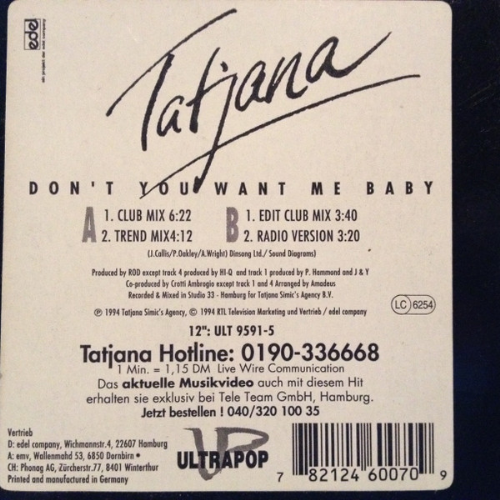 edel
an project der edel company
Tatjana
DON'T YOU WANT ME BABY
A 1. CLUB MIX 6:22
2. TREND MIX4:12
B 1. EDIT CLUB MIX 3:40
2. RADIO VERSION 3:20
(J.Callis/P.Oakley/A.Wright) Dinsong Ltd./ Sound Diagrams)
Produced by ROD except track 4 produced by HI-Q and track 1 produced by P. Hammond and J & Y
Co-produced by Crotti Ambrogio except track 1 and 4 Arranged by Amadeus
Recorded & Mixed in Studio 33 - Hamburg for Tatjana Simic's Agency B.V.
LC 6254
℗ 1994 Tatjana Simic's Agency, © 1994 RTL Television Marketing und Vertrieb / edel company
12": ULT 9591-5
Tatjana Hotline: 0190-336668
1 Min. = 1,15 DM Live Wire Communication
Das aktuelle Musikvideo auch mit diesem Hit
erhalten sie exklusiv bei Tele Team GmbH, Hamburg.
Jetzt bestellen ! 040/320 100 35
Vertrieb
D: edel company, Wichmannstr.4, 22607 Hamburg
A: emv, Wallenmahd 53, 6850 Dornbirn •
CH: Phonag AG, Zürcherstr.77, 8401 Winterthur
Printed and manufactured in Germany
UP
ULTRAPOP
7 82124 60070 9